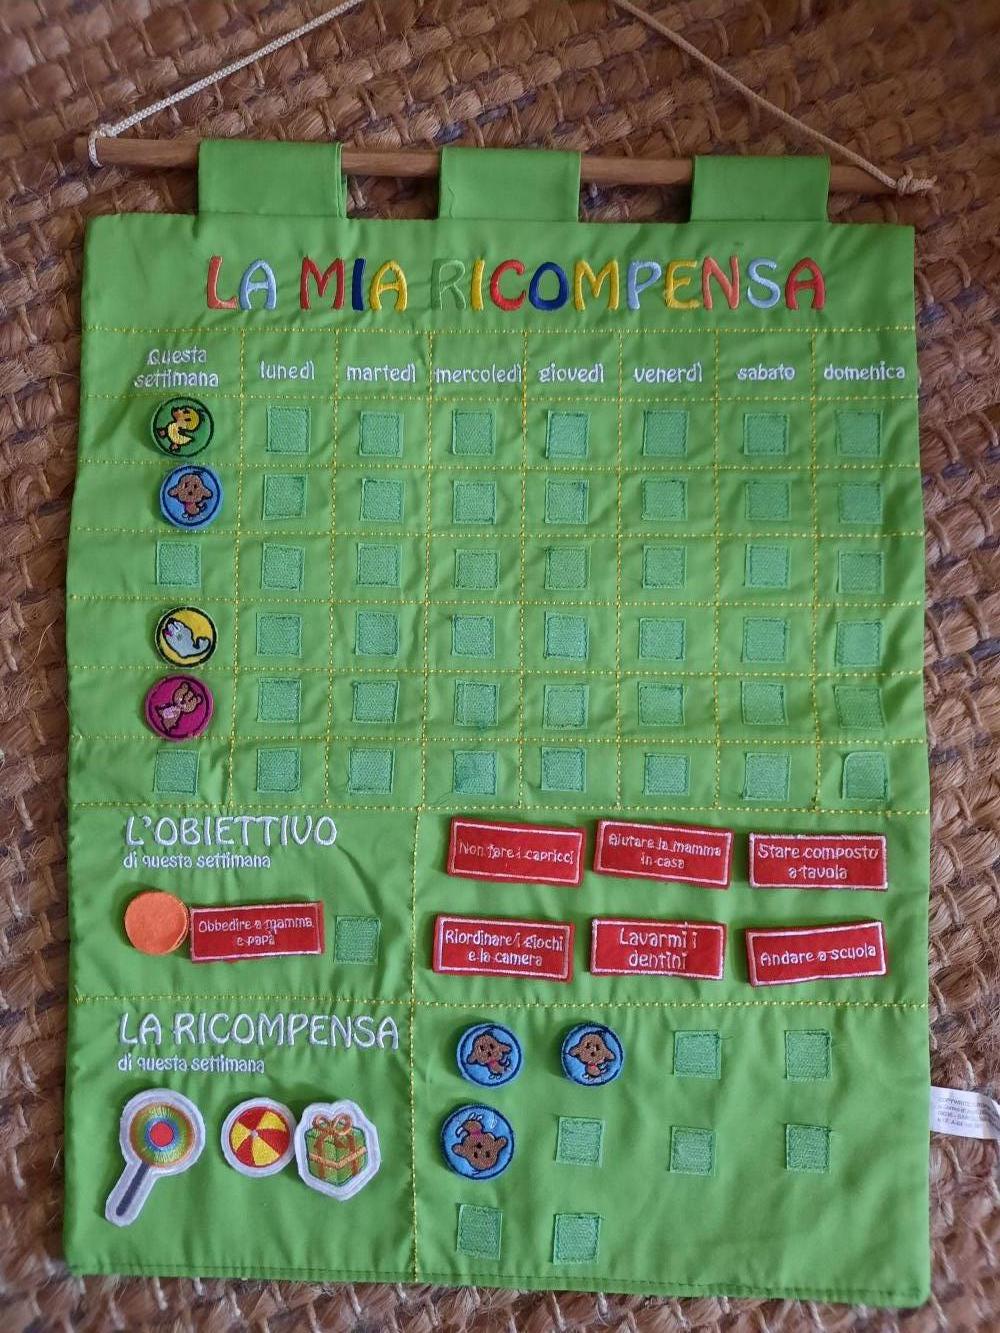 LA MIA RICOMPENSA
Questa
settimana
lunedì
martedì
mercoledì
giovedì
venerdì
sabato
domenica
L'OBIETTIVO
di questa settimana
Obbedire a mamma
e papà
Non fare i capricci
Aiutare la mamma
in casa
Stare composto
a tavola
Riordinare i giochi
e la camera
Lavarmi i
dentini
Andare a scuola
LA RICOMPENSA
di questa settimana